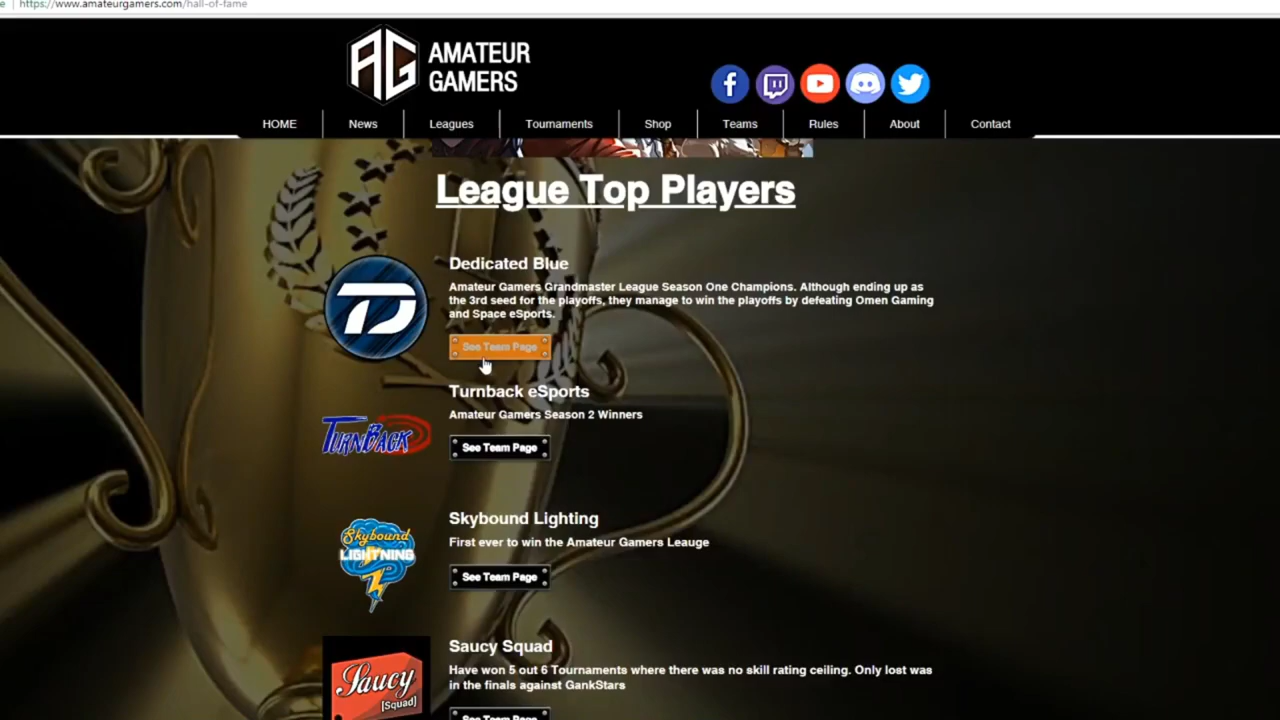 https://www.amateurgamers.com/hall-of-fame
AG AMATEUR
GAMERS
HOME News Leagues Tournaments Shop Teams Rules About Contact
League Top Players
Dedicated Blue
Amateur Gamers Grandmaster League Season One Champions. Although ending up as
the 3rd seed for the playoffs, they manage to win the playoffs by defeating Omen Gaming
and Space eSports.
See Team Page
Turnback eSports
Amateur Gamers Season 2 Winners
TURNBACK
See Team Page
Skybound Lighting
Skybound
LIGHTNING
First ever to win the Amateur Gamers Leauge
See Team Page
Saucy Squad
Have won 5 out 6 Tournaments where there was no skill rating ceiling. Only lost was
in the finals against GankStars
Saucy
[Squad]
See Team Page